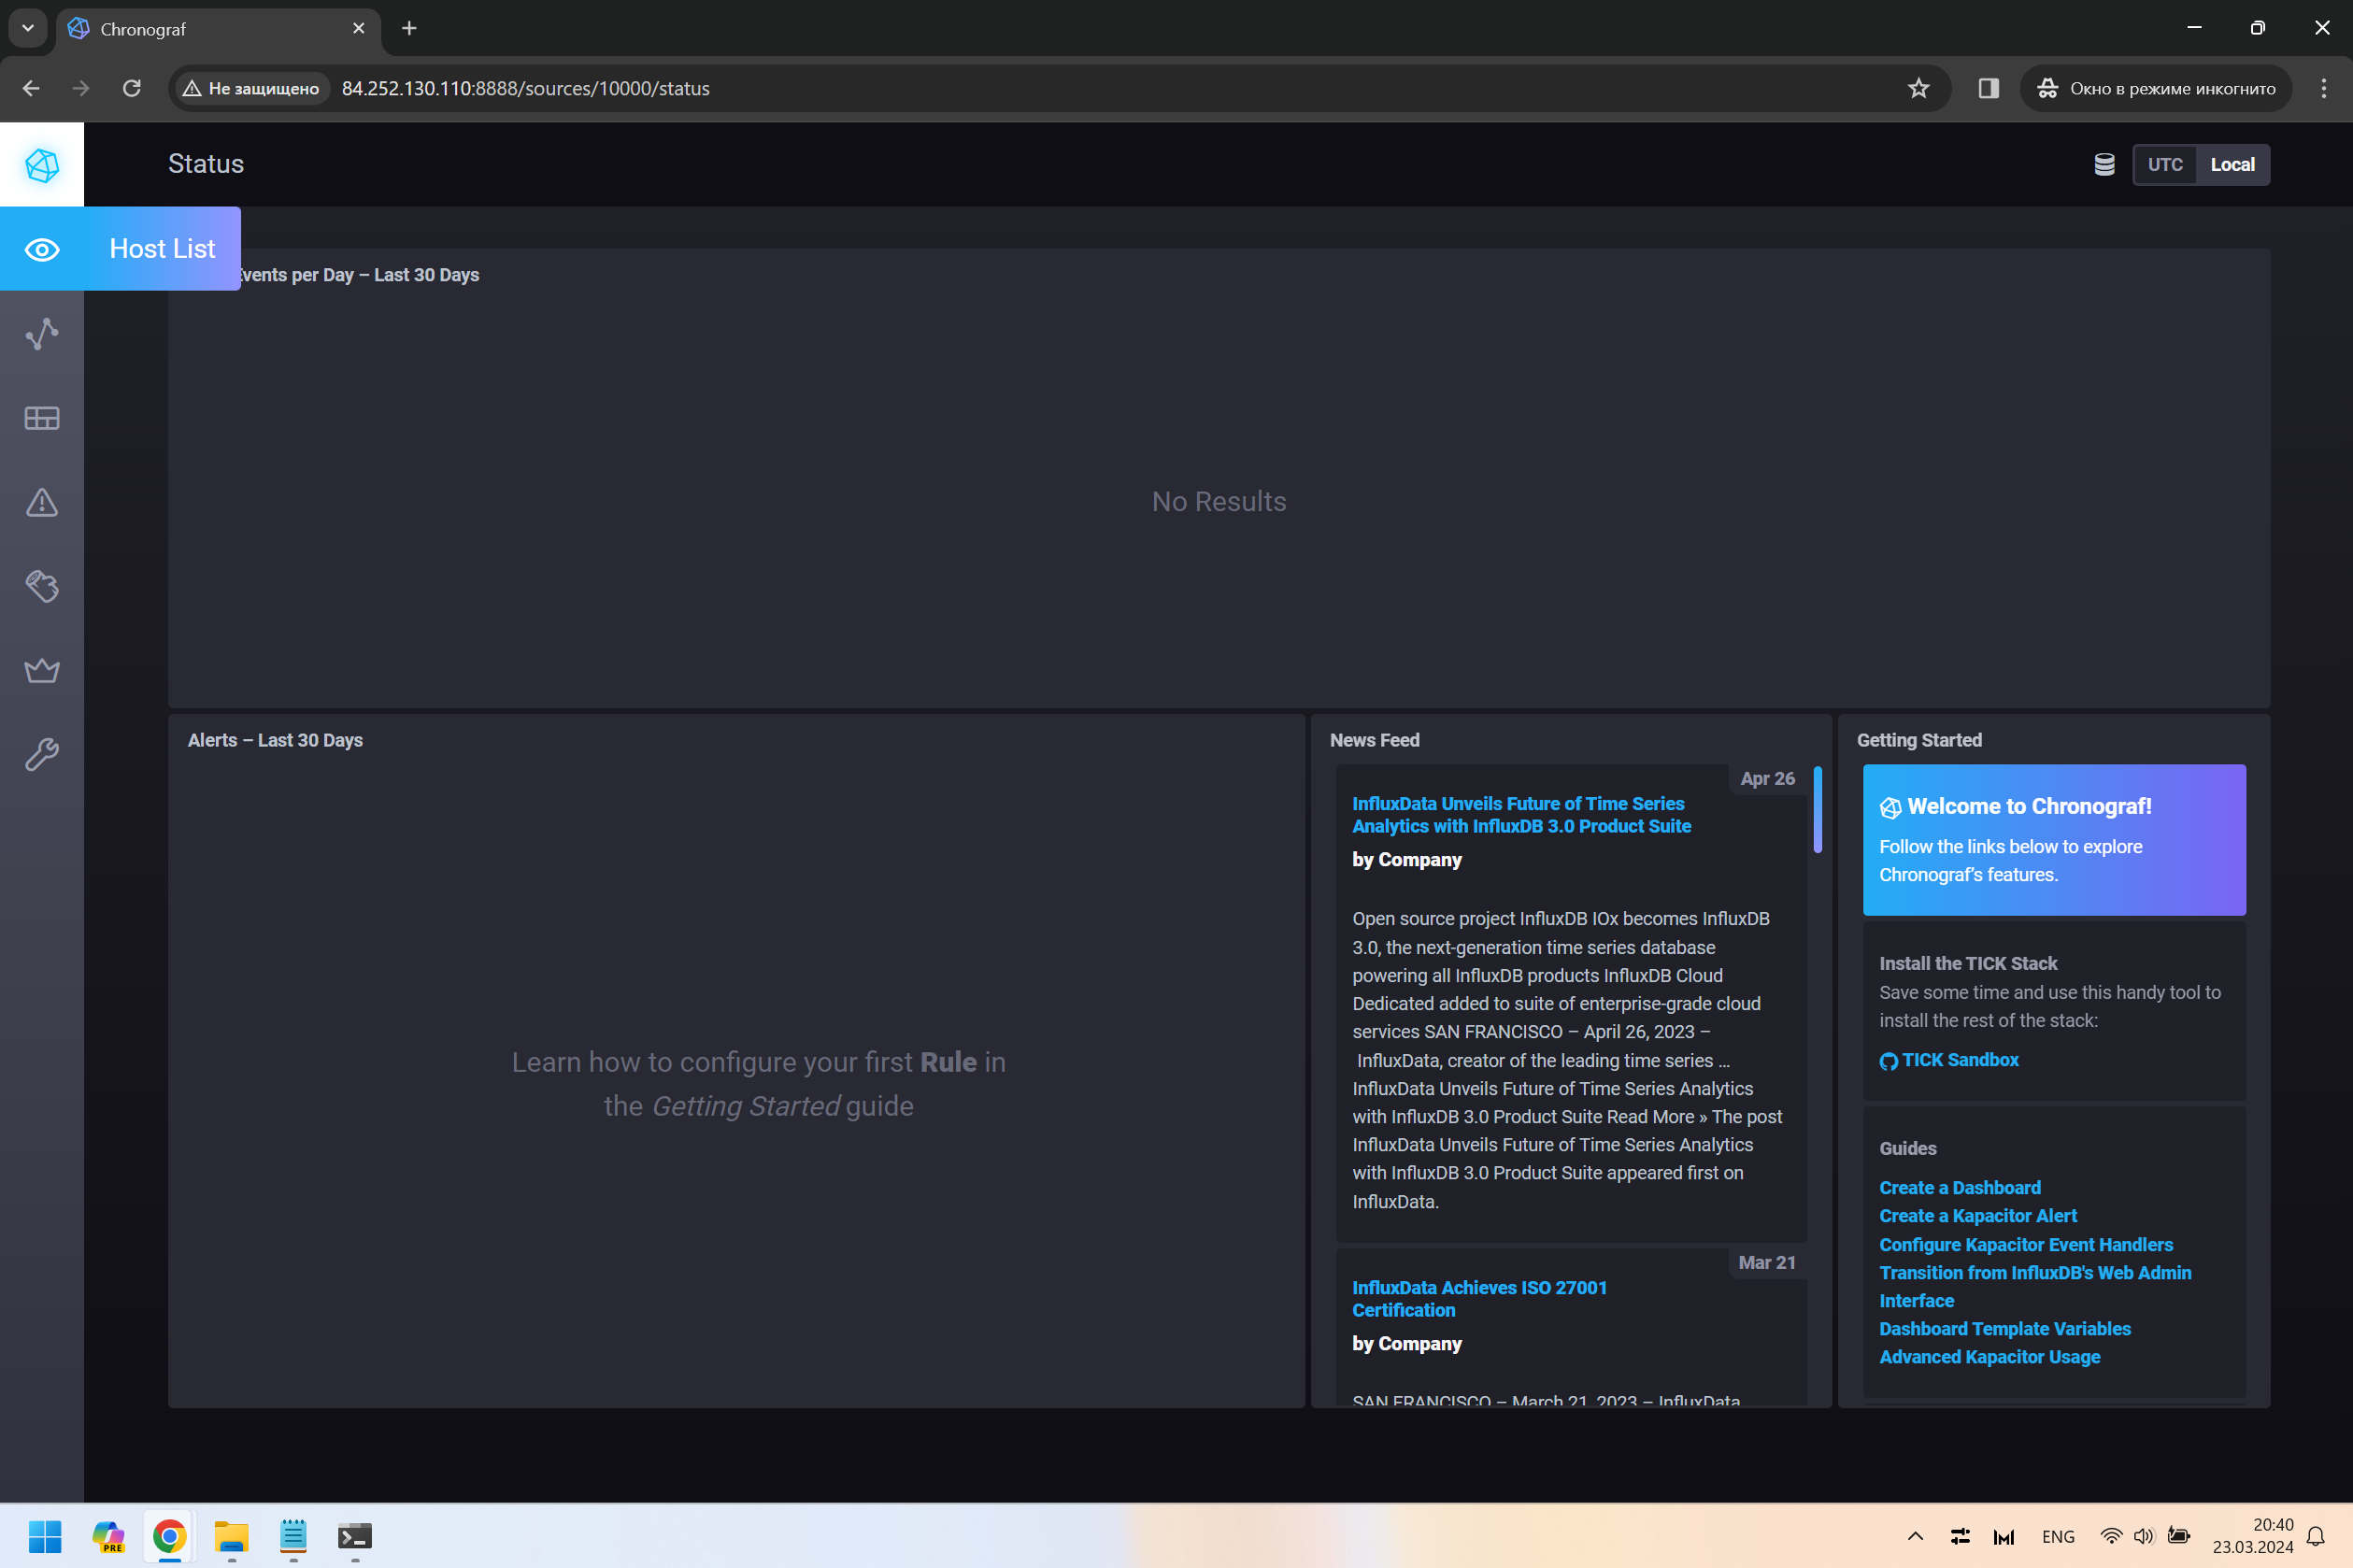 Chronograf
Не защищено
84.252.130.110:8888/sources/10000/status
Окно в режиме инкогнито
Status
UTC
Local
Host List
Events per Day – Last 30 Days
No Results
Alerts – Last 30 Days
Learn how to configure your first Rule in
the Getting Started guide
News Feed
Apr 26
InfluxData Unveils Future of Time Series
Analytics with InfluxDB 3.0 Product Suite
by Company
Open source project InfluxDB IOx becomes InfluxDB
3.0, the next-generation time series database
powering all InfluxDB products InfluxDB Cloud
Dedicated added to suite of enterprise-grade cloud
services SAN FRANCISCO – April 26, 2023 –
InfluxData, creator of the leading time series ...
InfluxData Unveils Future of Time Series Analytics
with InfluxDB 3.0 Product Suite Read More » The post
InfluxData Unveils Future of Time Series Analytics
with InfluxDB 3.0 Product Suite appeared first on
InfluxData.
Mar 21
InfluxData Achieves ISO 27001
Certification
by Company
SAN FRANCISCO – March 21, 2023 – InfluxData
Getting Started
Welcome to Chronograf!
Follow the links below to explore
Chronograf's features.
Install the TICK Stack
Save some time and use this handy tool to
install the rest of the stack:
TICK Sandbox
Guides
Create a Dashboard
Create a Kapacitor Alert
Configure Kapacitor Event Handlers
Transition from InfluxDB's Web Admin
Interface
Dashboard Template Variables
Advanced Kapacitor Usage
PRE
ENG
20:40
23.03.2024